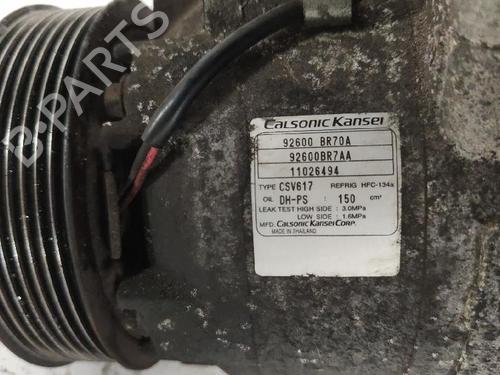 B-PARTS
Calsonic Kansei
92600 BR70A
92600BR7AA
11026494
TYPE CSV617 REFRIG HFC-134a
OIL DH-PS : 150 cm³
LEAK TEST HIGH SIDE : 3.0MPa
LOW SIDE : 1.6MPa
MFD. Calsonic Kansei Corp.
MADE IN THAILAND